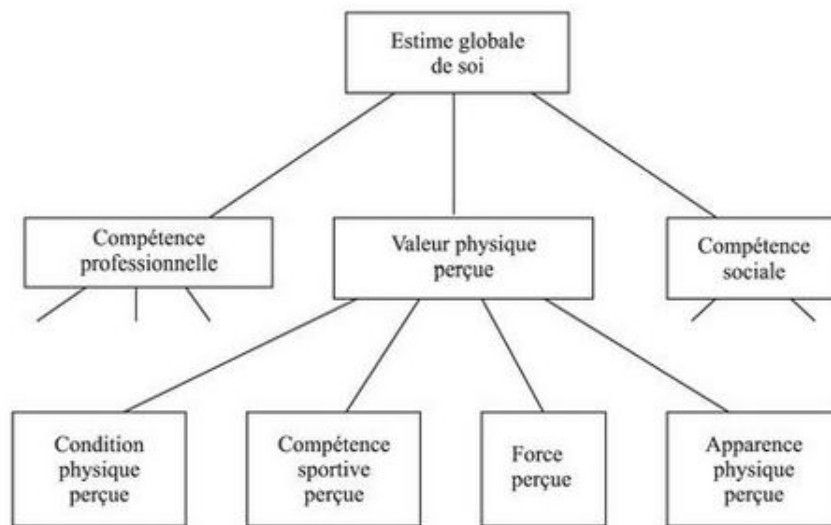 Estime globale
de soi
Compétence
professionnelle
Valeur physique
perçue
Compétence
sociale
Condition
physique
perçue
Compétence
sportive
perçue
Force
perçue
Apparence
physique
perçue